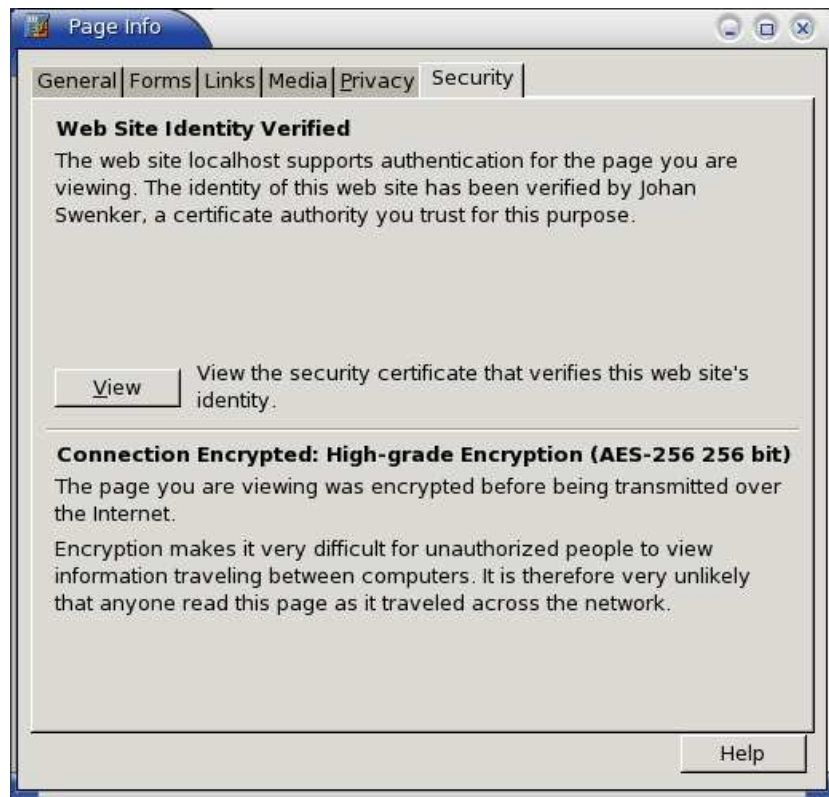 Page Info
General Forms Links Media Privacy Security
Web Site Identity Verified
The web site localhost supports authentication for the page you are
viewing. The identity of this web site has been verified by Johan
Swenker, a certificate authority you trust for this purpose.
View
View the security certificate that verifies this web site's
identity.
Connection Encrypted: High-grade Encryption (AES-256 256 bit)
The page you are viewing was encrypted before being transmitted over
the Internet.
Encryption makes it very difficult for unauthorized people to view
information traveling between computers. It is therefore very unlikely
that anyone read this page as it traveled across the network.
Help